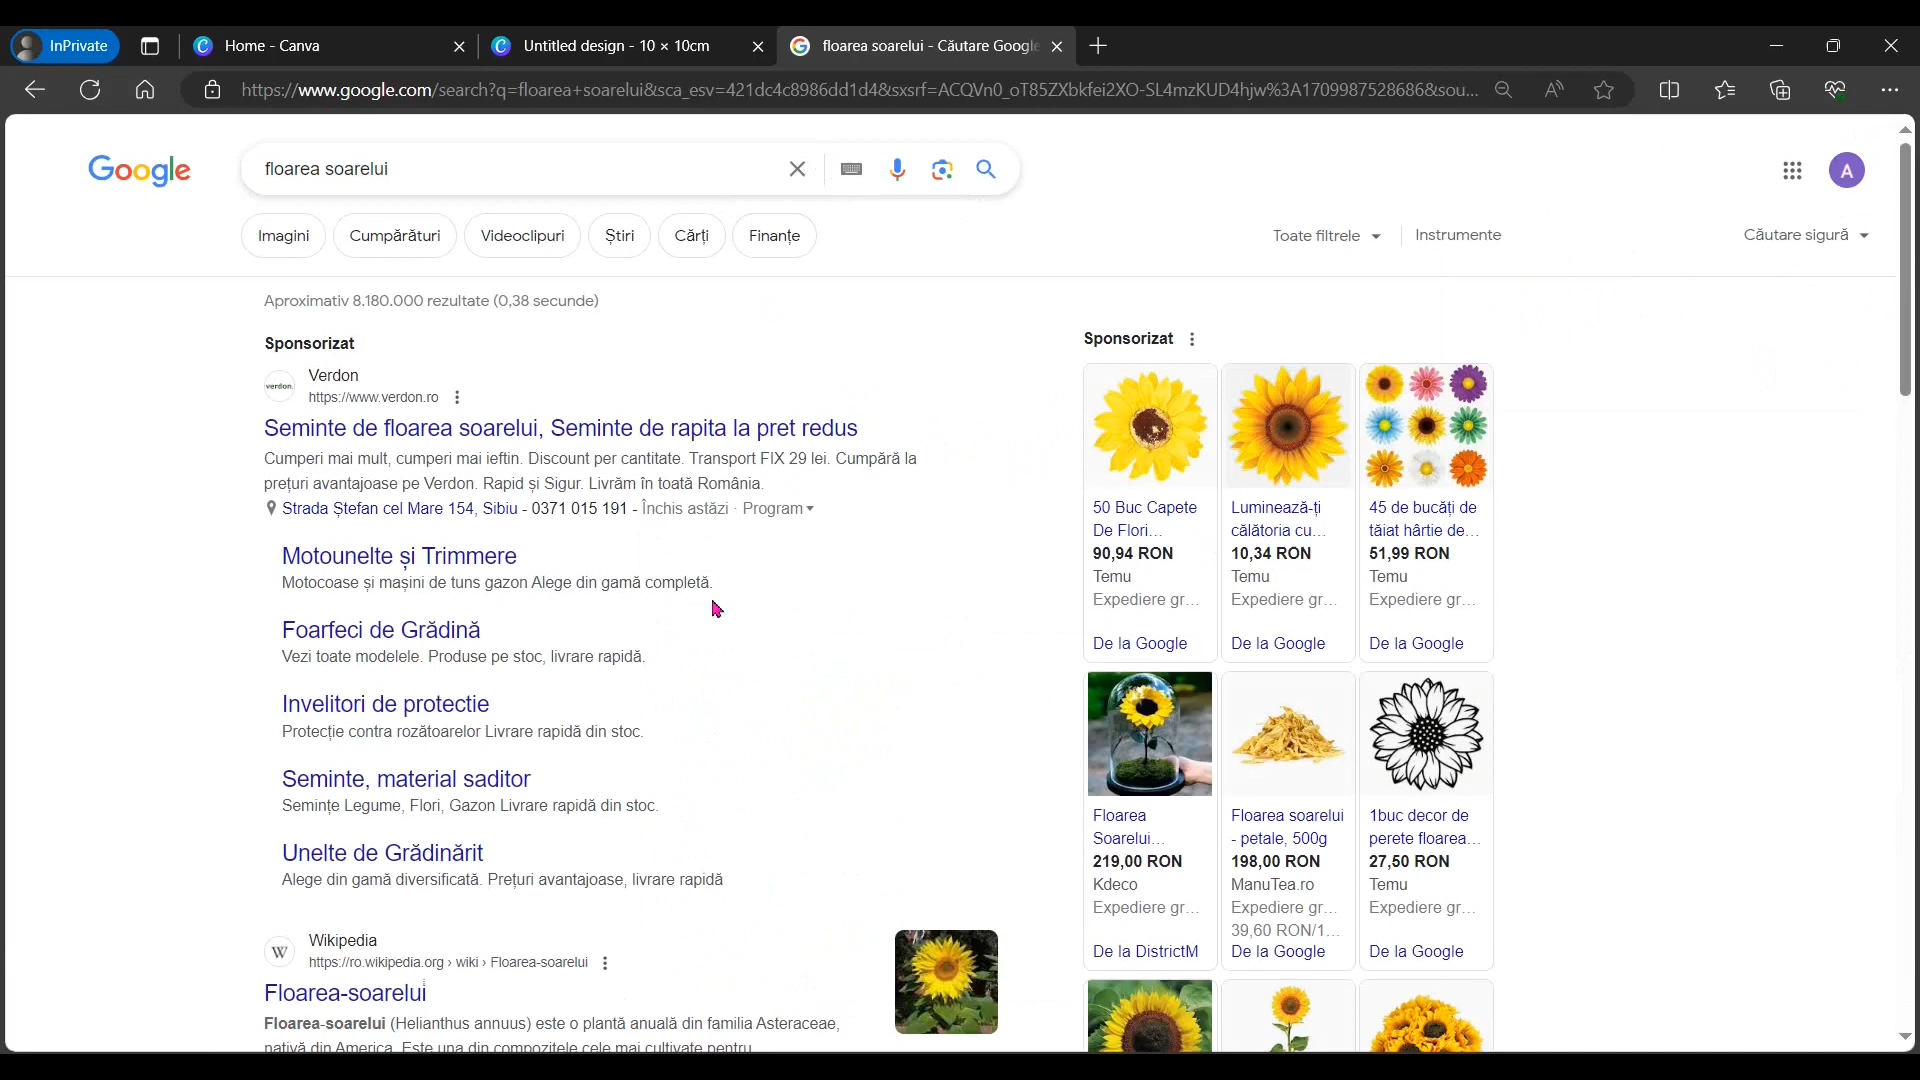 InPrivate
Home - Canva
Untitled design - 10 × 10cm
floarea soarelui - Căutare Google
https://www.google.com/search?q=floarea+soarelui&sca_esv=421dc4c8986dd1d4&sxsrf=ACQVn0_oT85ZXbkfei2XO-SL4mzKUD4hjw%3A1709987528686&sou...
Google
floarea soarelui
A
Imagini
Cumpărături
Videoclipuri
Știri
Cărți
Finanțe
Toate filtrele
Instrumente
Căutare sigură
Aproximativ 8.180.000 rezultate (0,38 secunde)
Sponsorizat
verdon.
Verdon
https://www.verdon.ro
Seminte de floarea soarelui, Seminte de rapita la pret redus
Cumperi mai mult, cumperi mai ieftin. Discount per cantitate. Transport FIX 29 lei. Cumpără la
prețuri avantajoase pe Verdon. Rapid și Sigur. Livrăm în toată România.
Strada Ștefan cel Mare 154, Sibiu - 0371 015 191 - Închis astăzi · Program
Motounelte și Trimmere
Motocoase și mașini de tuns gazon Alege din gamă completă.
Foarfeci de Grădină
Vezi toate modelele. Produse pe stoc, livrare rapidă.
Invelitori de protectie
Protecție contra rozătoarelor Livrare rapidă din stoc.
Seminte, material saditor
Semințe Legume, Flori, Gazon Livrare rapidă din stoc.
Unelte de Grădinărit
Alege din gamă diversificată. Prețuri avantajoase, livrare rapidă
W
Wikipedia
https://ro.wikipedia.org › wiki › Floarea-soarelui
Floarea-soarelui
Floarea-soarelui (Helianthus annuus) este o plantă anuală din familia Asteraceae,
nativă din America. Este una din compozitele cele mai cultivate pentru
Sponsorizat
50 Buc Capete
De Flori...
90,94 RON
Temu
Expediere gr...
De la Google
Luminează-ți
călătoria cu...
10,34 RON
Temu
Expediere gr...
De la Google
45 de bucăți de
tăiat hârtie de...
51,99 RON
Temu
Expediere gr...
De la Google
Floarea
Soarelui...
219,00 RON
Kdeco
Expediere gr...
De la DistrictM
Floarea soarelui
- petale, 500g
198,00 RON
ManuTea.ro
Expediere gr...
39,60 RON/1...
De la Google
1buc decor de
perete floarea...
27,50 RON
Temu
Expediere gr...
De la Google